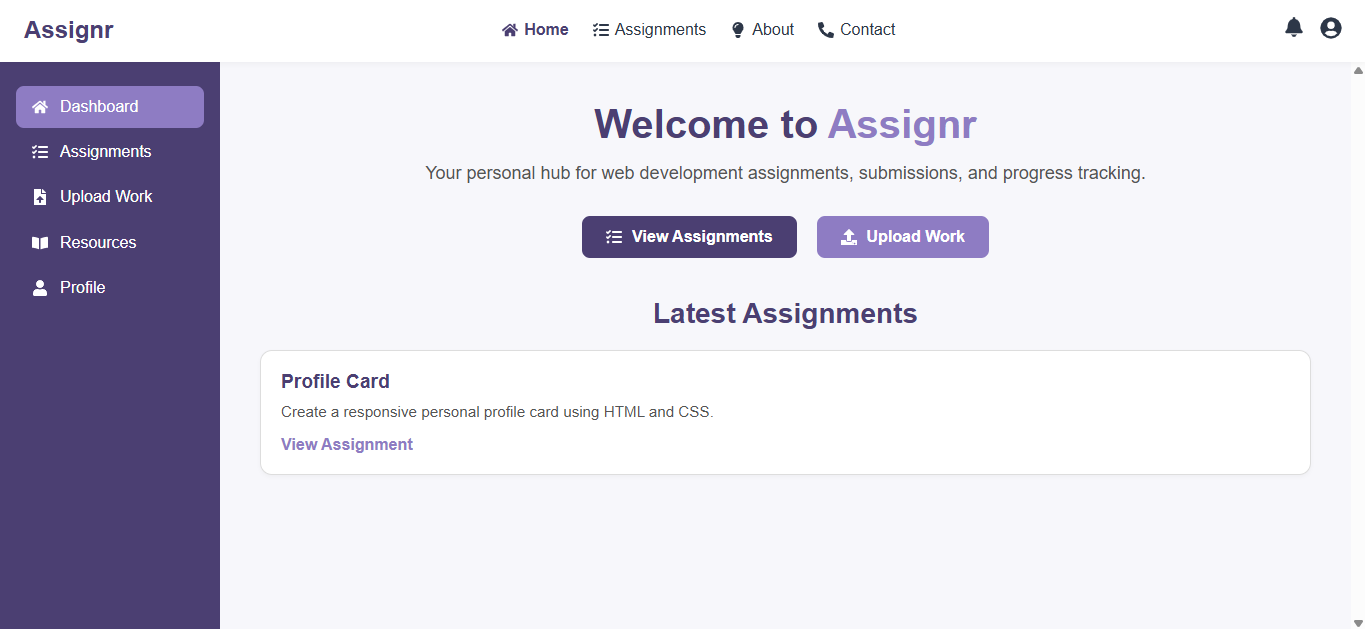 Assignr
Home Assignments About Contact
Dashboard
Assignments
Upload Work
Resources
Profile
Welcome to Assignr
Your personal hub for web development assignments, submissions, and progress tracking.
View Assignments Upload Work
Latest Assignments
Profile Card
Create a responsive personal profile card using HTML and CSS.
View Assignment